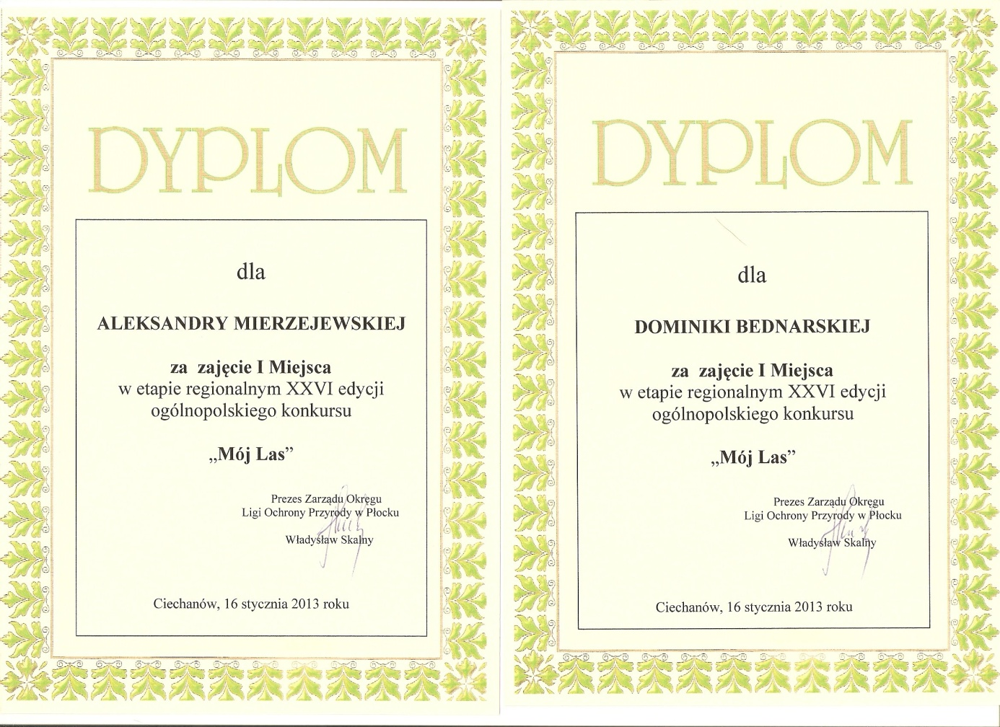 DYPLOM
dla
ALEKSANDRY MIERZEJEWSKIEJ
za zajęcie I Miejsca
w etapie regionalnym XXVI edycji
ogólnopolskiego konkursu
„Mój Las”
Prezes Zarządu Okręgu
Ligi Ochrony Przyrody w Płocku
Władysław Skalny
Ciechanów, 16 stycznia 2013 roku
DYPLOM
dla
DOMINIKI BEDNARSKIEJ
za zajęcie I Miejsca
w etapie regionalnym XXVI edycji
ogólnopolskiego konkursu
„Mój Las”
Prezes Zarządu Okręgu
Ligi Ochrony Przyrody w Płocku
Władysław Skalny
Ciechanów, 16 stycznia 2013 roku